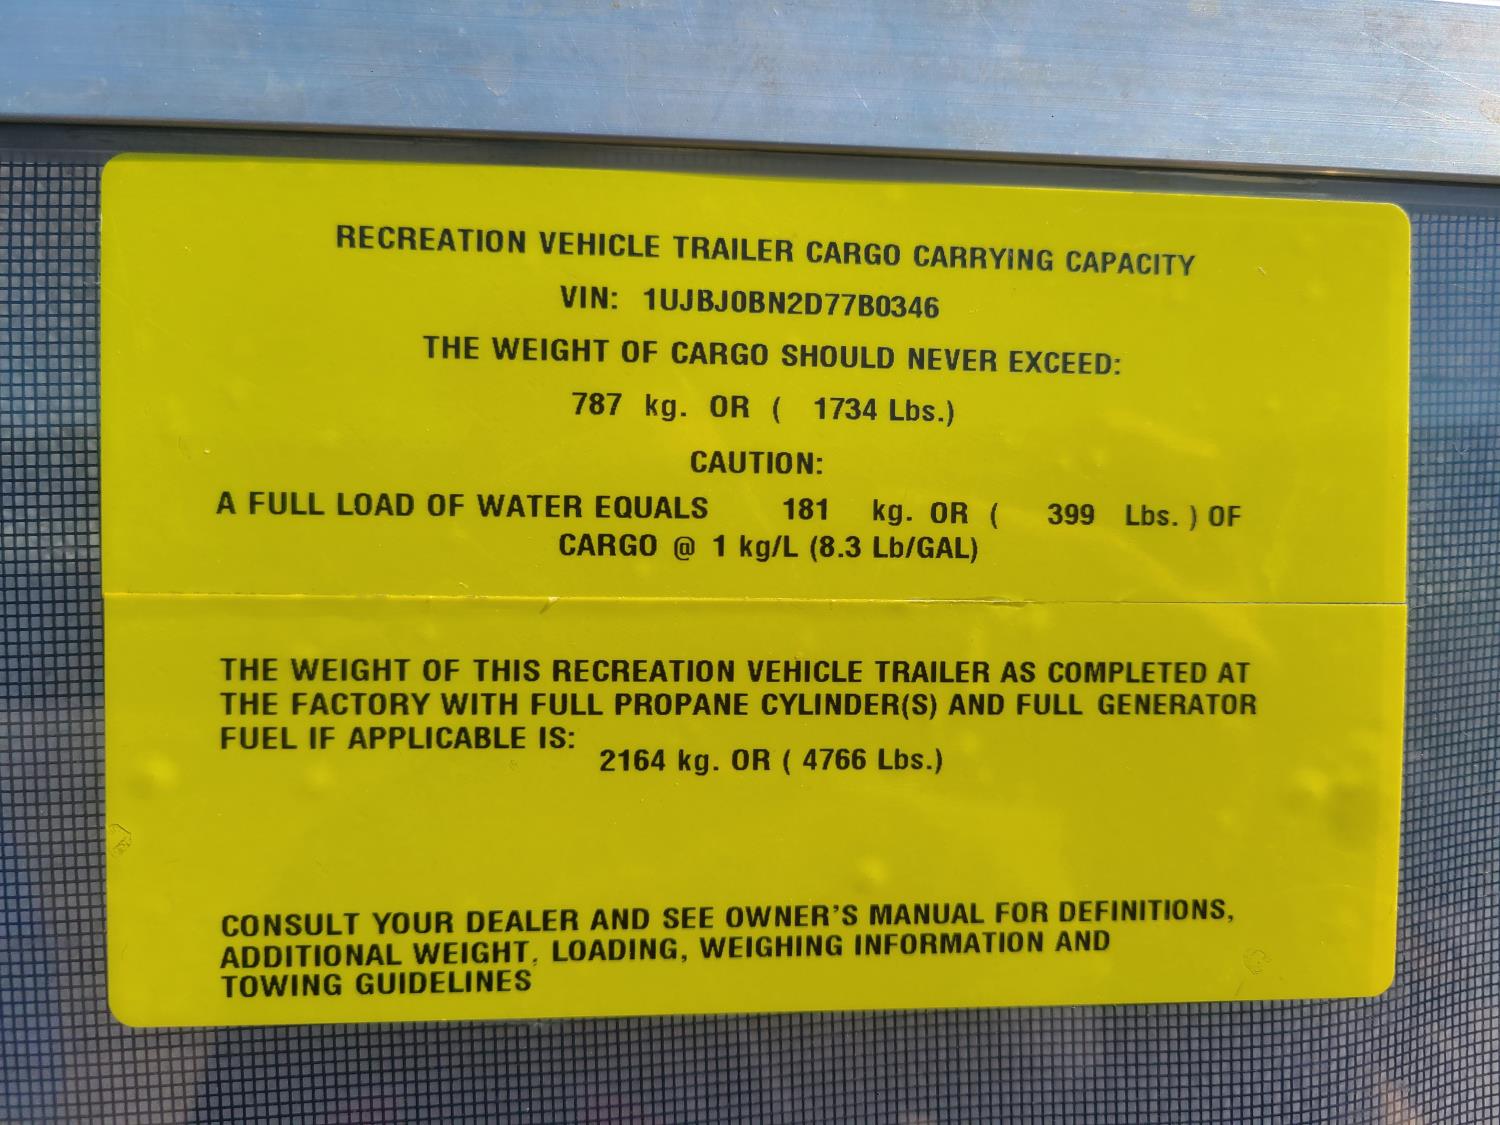 RECREATION VEHICLE TRAILER CARGO CARRYING CAPACITY
VIN: 1UJBJ0BN2D77B0346
THE WEIGHT OF CARGO SHOULD NEVER EXCEED:
787 kg. OR ( 1734 Lbs.)
CAUTION:
A FULL LOAD OF WATER EQUALS 181 kg. OR ( 399 Lbs. ) OF
CARGO @ 1 kg/L (8.3 Lb/GAL)
THE WEIGHT OF THIS RECREATION VEHICLE TRAILER AS COMPLETED AT
THE FACTORY WITH FULL PROPANE CYLINDER(S) AND FULL GENERATOR
FUEL IF APPLICABLE IS:
2164 kg. OR ( 4766 Lbs.)
CONSULT YOUR DEALER AND SEE OWNER'S MANUAL FOR DEFINITIONS,
ADDITIONAL WEIGHT, LOADING, WEIGHING INFORMATION AND
TOWING GUIDELINES